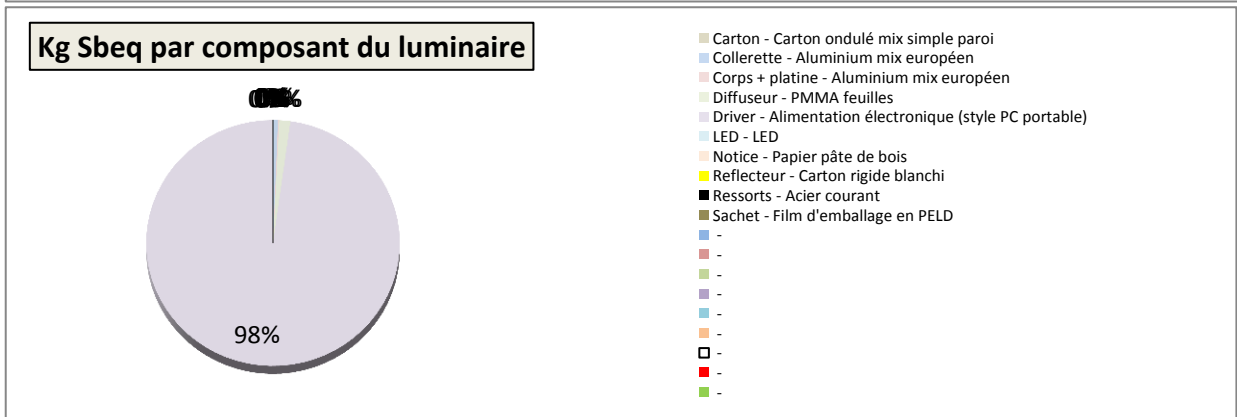 Kg Sbeq par composant du luminaire
98%
Carton - Carton ondulé mix simple paroi
Collerette - Aluminium mix européen
Corps + platine - Aluminium mix européen
Diffuseur - PMMA feuilles
Driver - Alimentation électronique (style PC portable)
LED - LED
Notice - Papier pâte de bois
Reflecteur - Carton rigide blanchi
Ressorts - Acier courant
Sachet - Film d'emballage en PELD
-
-
-
-
-
-
-
-
-